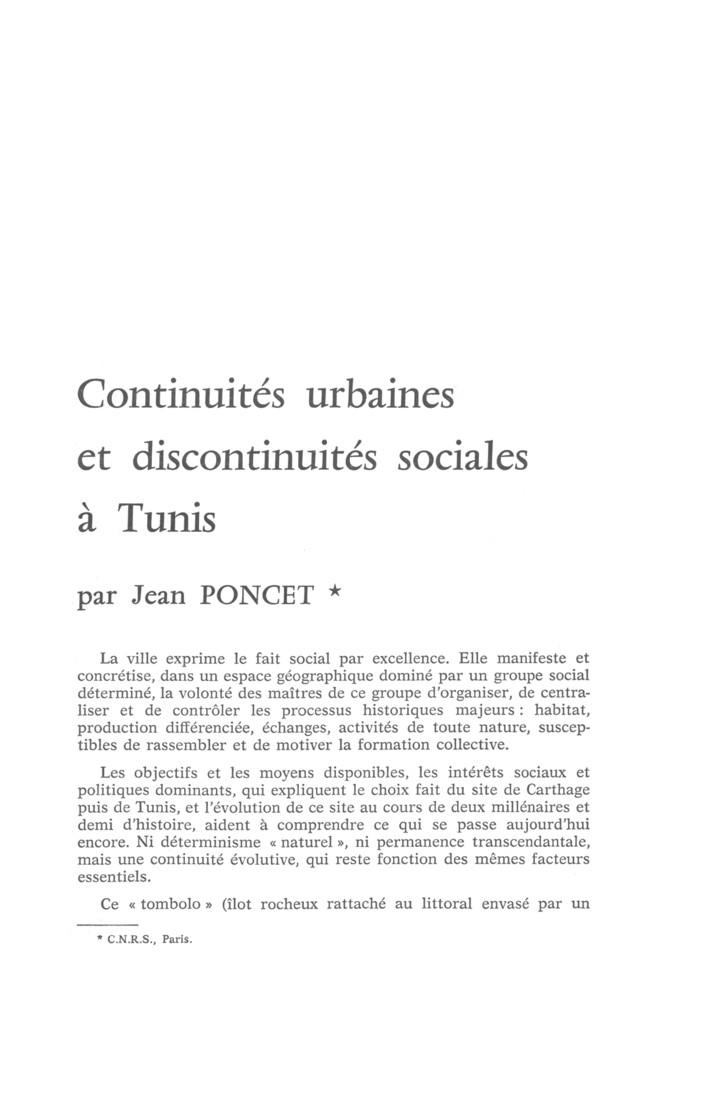 Continuités urbaines
et discontinuités sociales
à Tunis
par Jean PONCET *
La ville exprime le fait social par excellence. Elle manifeste et
concrétise, dans un espace géographique dominé par un groupe social
déterminé, la volonté des maîtres de ce groupe d'organiser, de centra-
liser et de contrôler les processus historiques majeurs : habitat,
production différenciée, échanges, activités de toute nature, suscep-
tibles de rassembler et de motiver la formation collective.
Les objectifs et les moyens disponibles, les intérêts sociaux et
politiques dominants, qui expliquent le choix fait du site de Carthage
puis de Tunis, et l'évolution de ce site au cours de deux millénaires et
demi d'histoire, aident à comprendre ce qui se passe aujourd'hui
encore. Ni déterminisme « naturel », ni permanence transcendantale,
mais une continuité évolutive, qui reste fonction des mêmes facteurs
essentiels.
Ce « tombolo » (îlot rocheux rattaché au littoral envasé par un
* C.N.R.S., Paris.